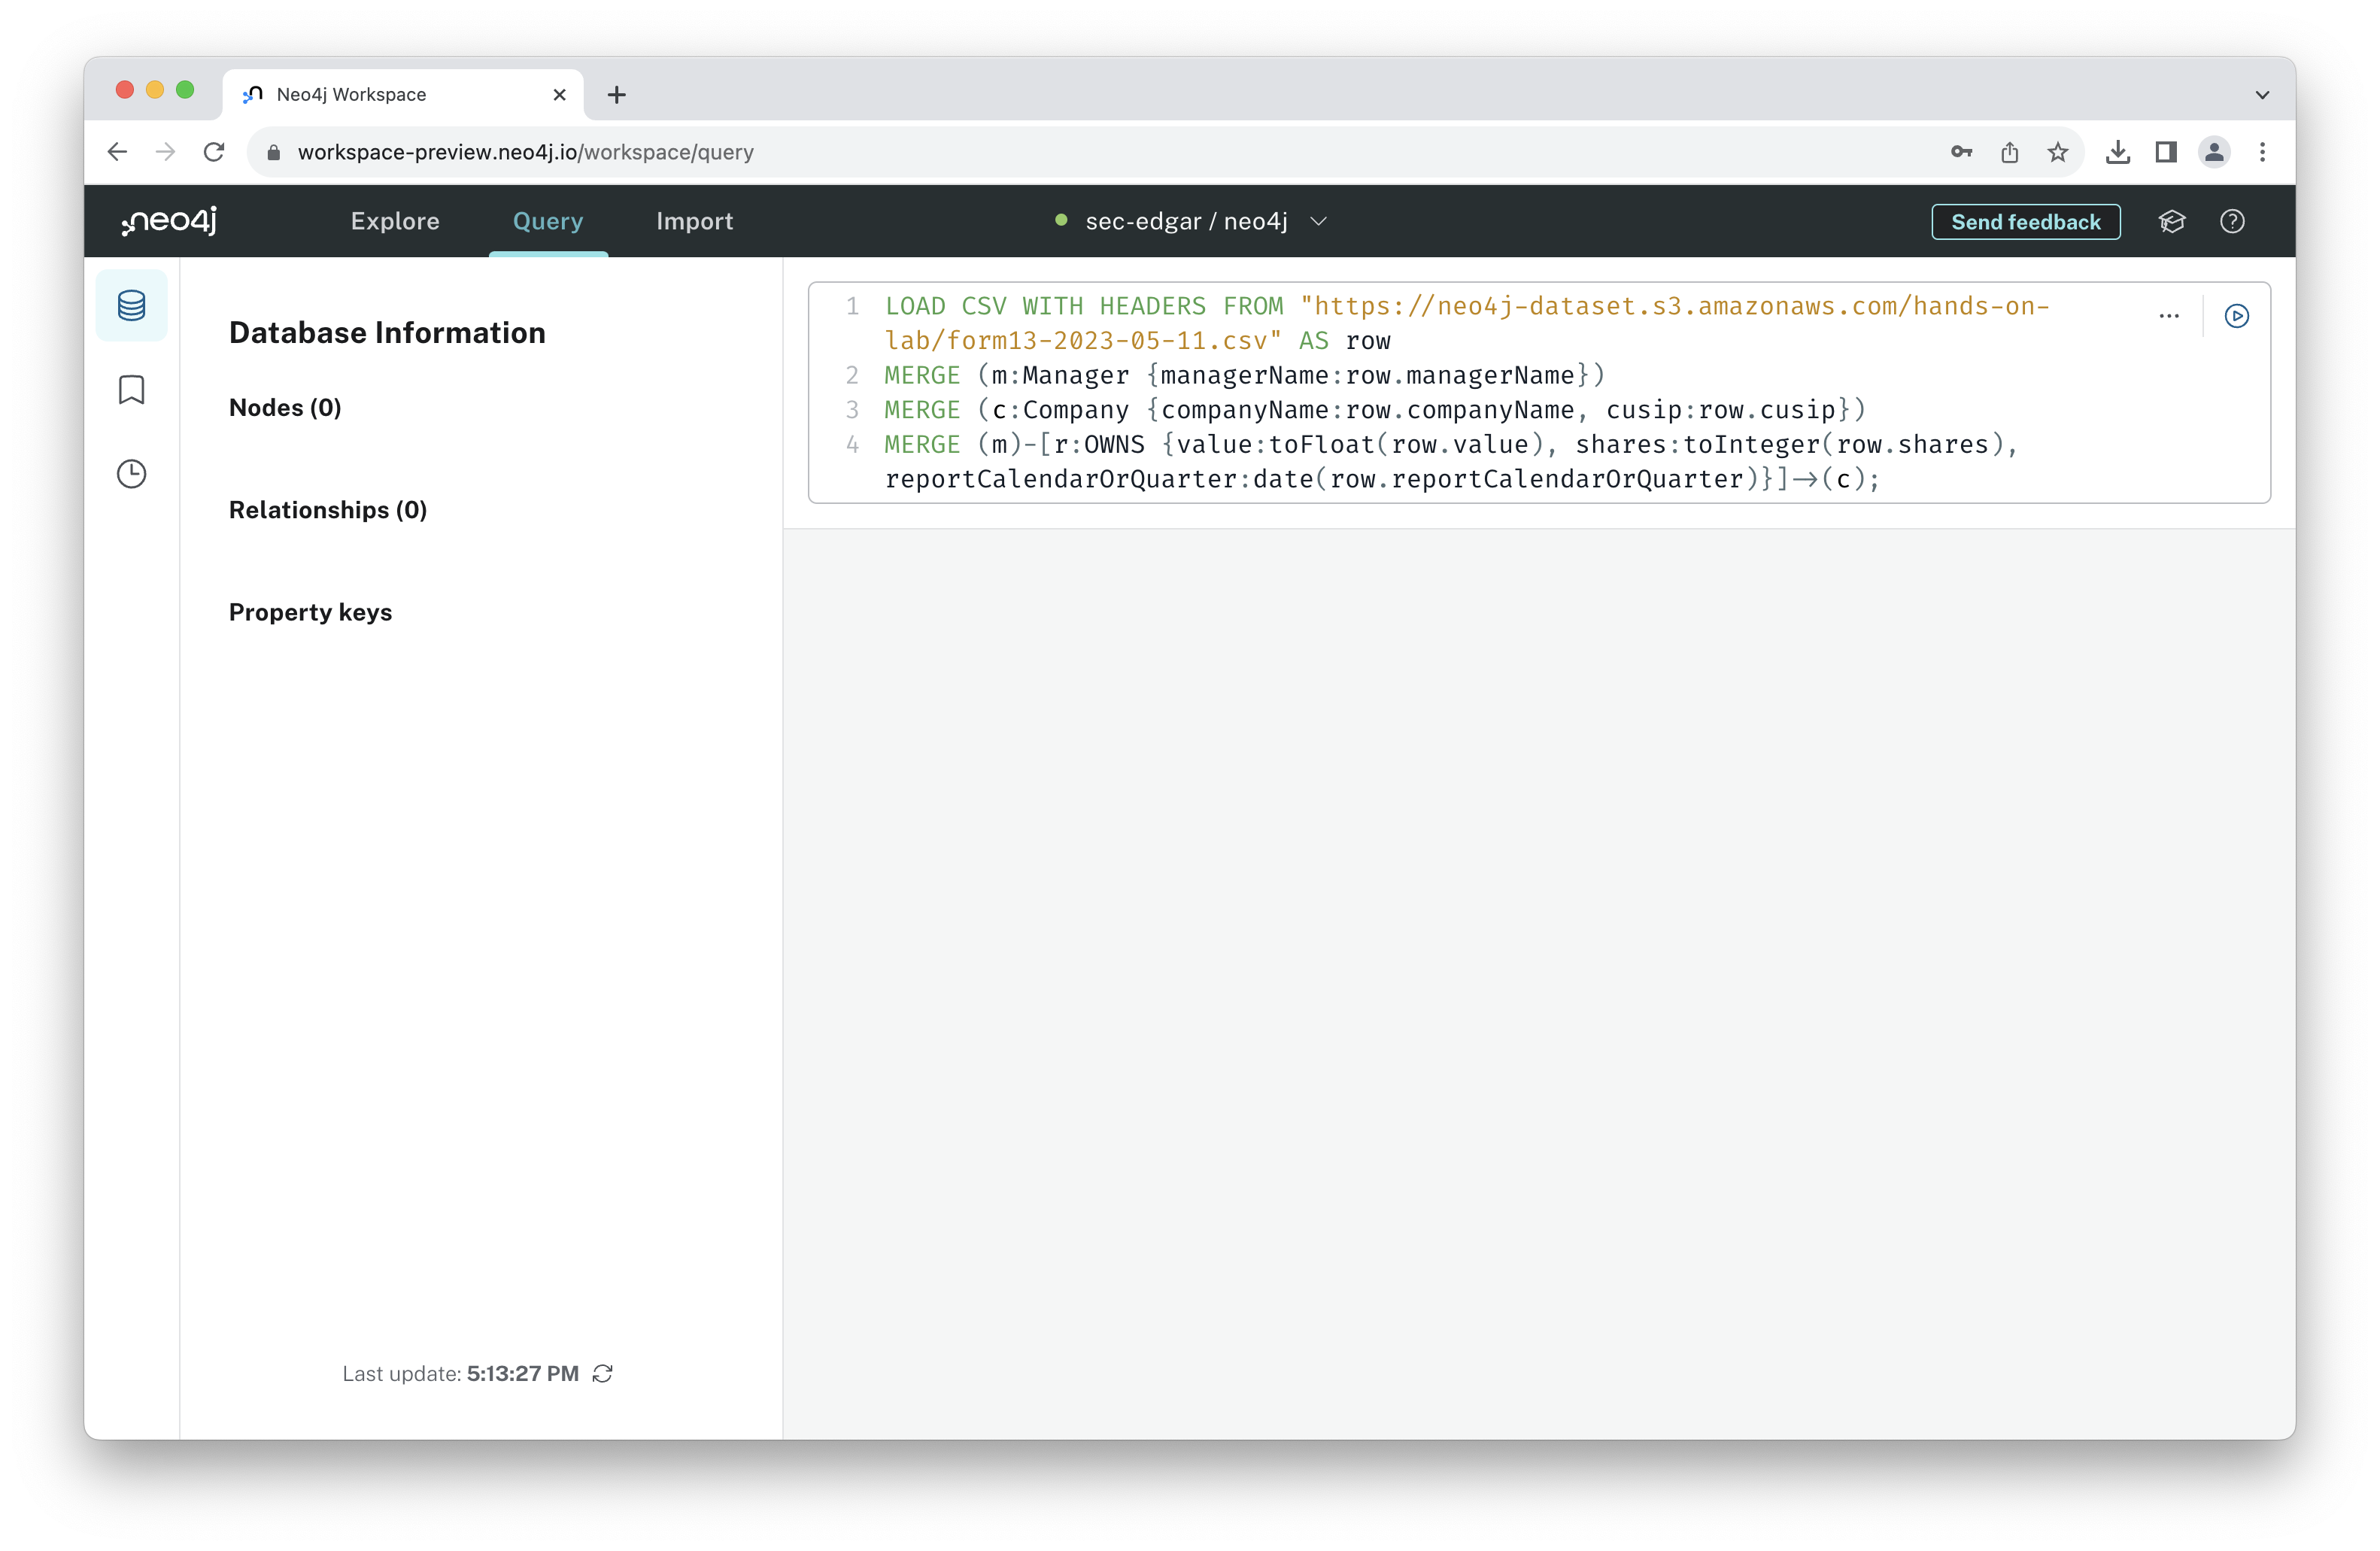 Neo4j Workspace
workspace-preview.neo4j.io/workspace/query
neo4j
Explore
Query
Import
sec-edgar / neo4j
Send feedback
Database Information
Nodes (0)
Relationships (0)
Property keys
Last update: 5:13:27 PM
1 LOAD CSV WITH HEADERS FROM "https://neo4j-dataset.s3.amazonaws.com/hands-on-
lab/form13-2023-05-11.csv" AS row
2 MERGE (m:Manager {managerName:row.managerName})
3 MERGE (c:Company {companyName:row.companyName, cusip:row.cusip})
4 MERGE (m)-[r:OWNS {value:toFloat(row.value), shares:toInteger(row.shares),
reportCalendarOrQuarter:date(row.reportCalendarOrQuarter)}]->(c);